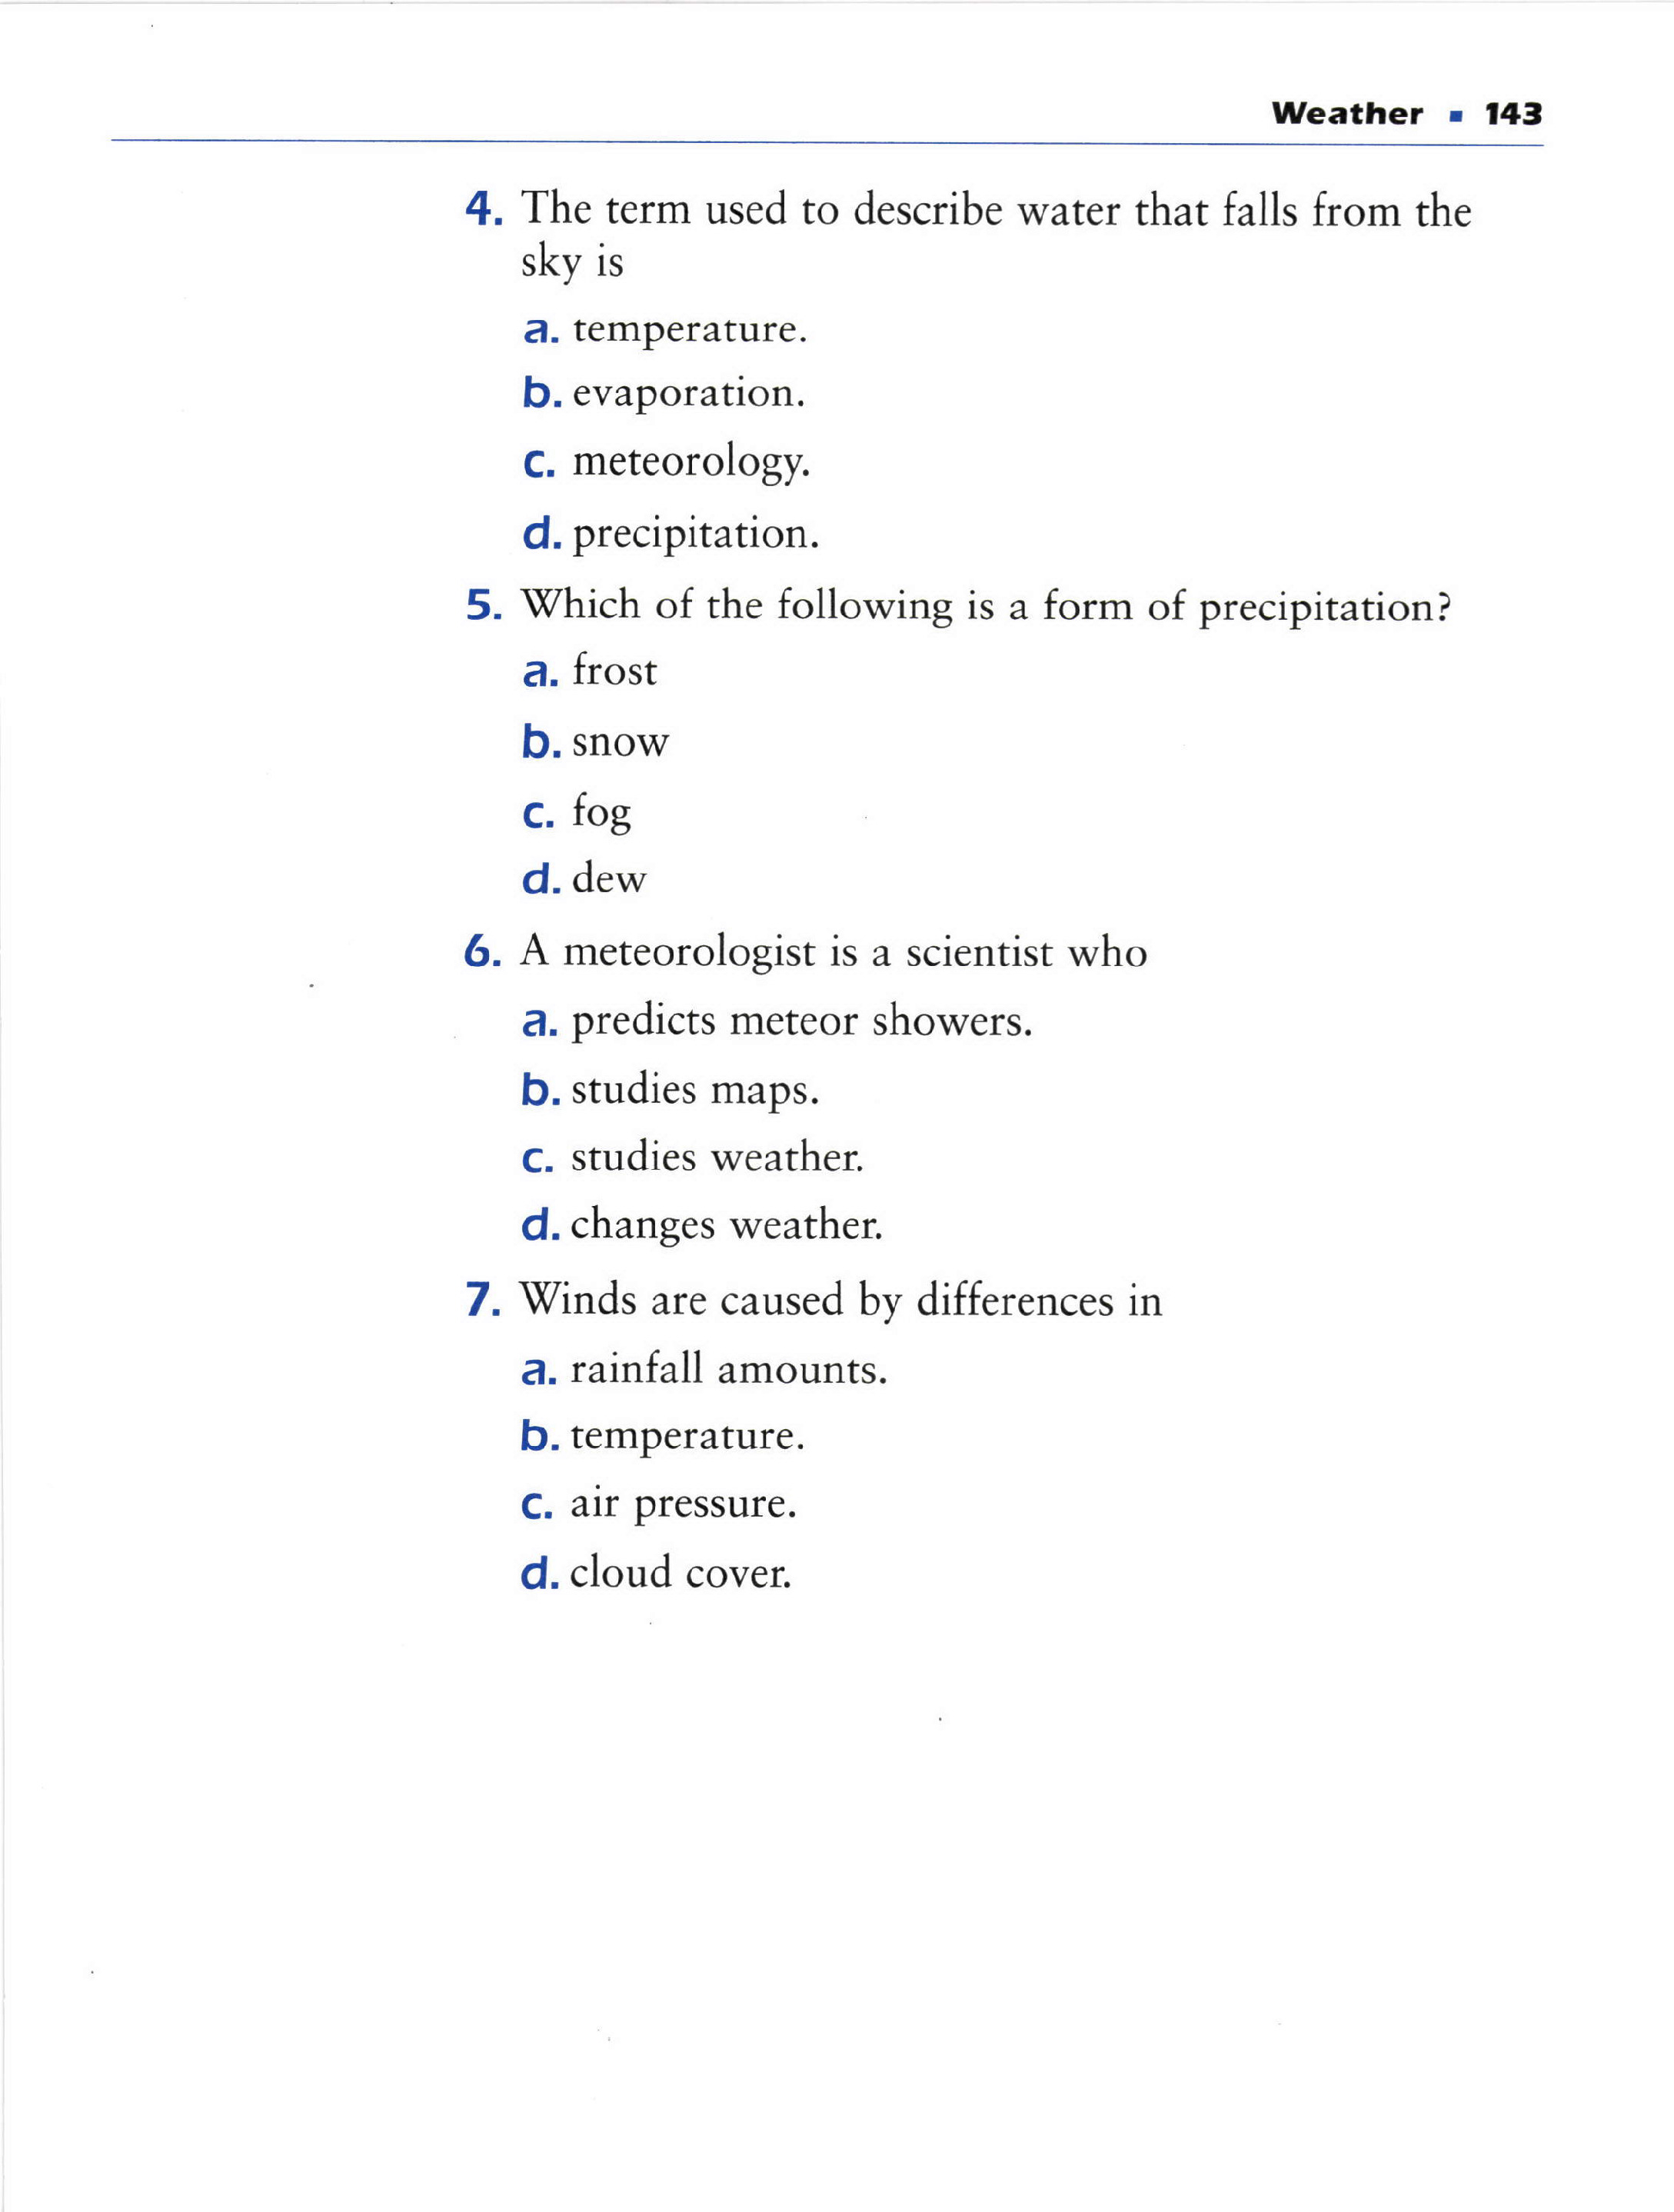 Weather ▪ 143
4. The term used to describe water that falls from the
sky is
a. temperature.
b. evaporation.
c. meteorology.
d. precipitation.
5. Which of the following is a form of precipitation?
a. frost
b. snow
c. fog
d. dew
6. A meteorologist is a scientist who
a. predicts meteor showers.
b. studies maps.
c. studies weather.
d. changes weather.
7. Winds are caused by differences in
a. rainfall amounts.
b. temperature.
c. air pressure.
d. cloud cover.